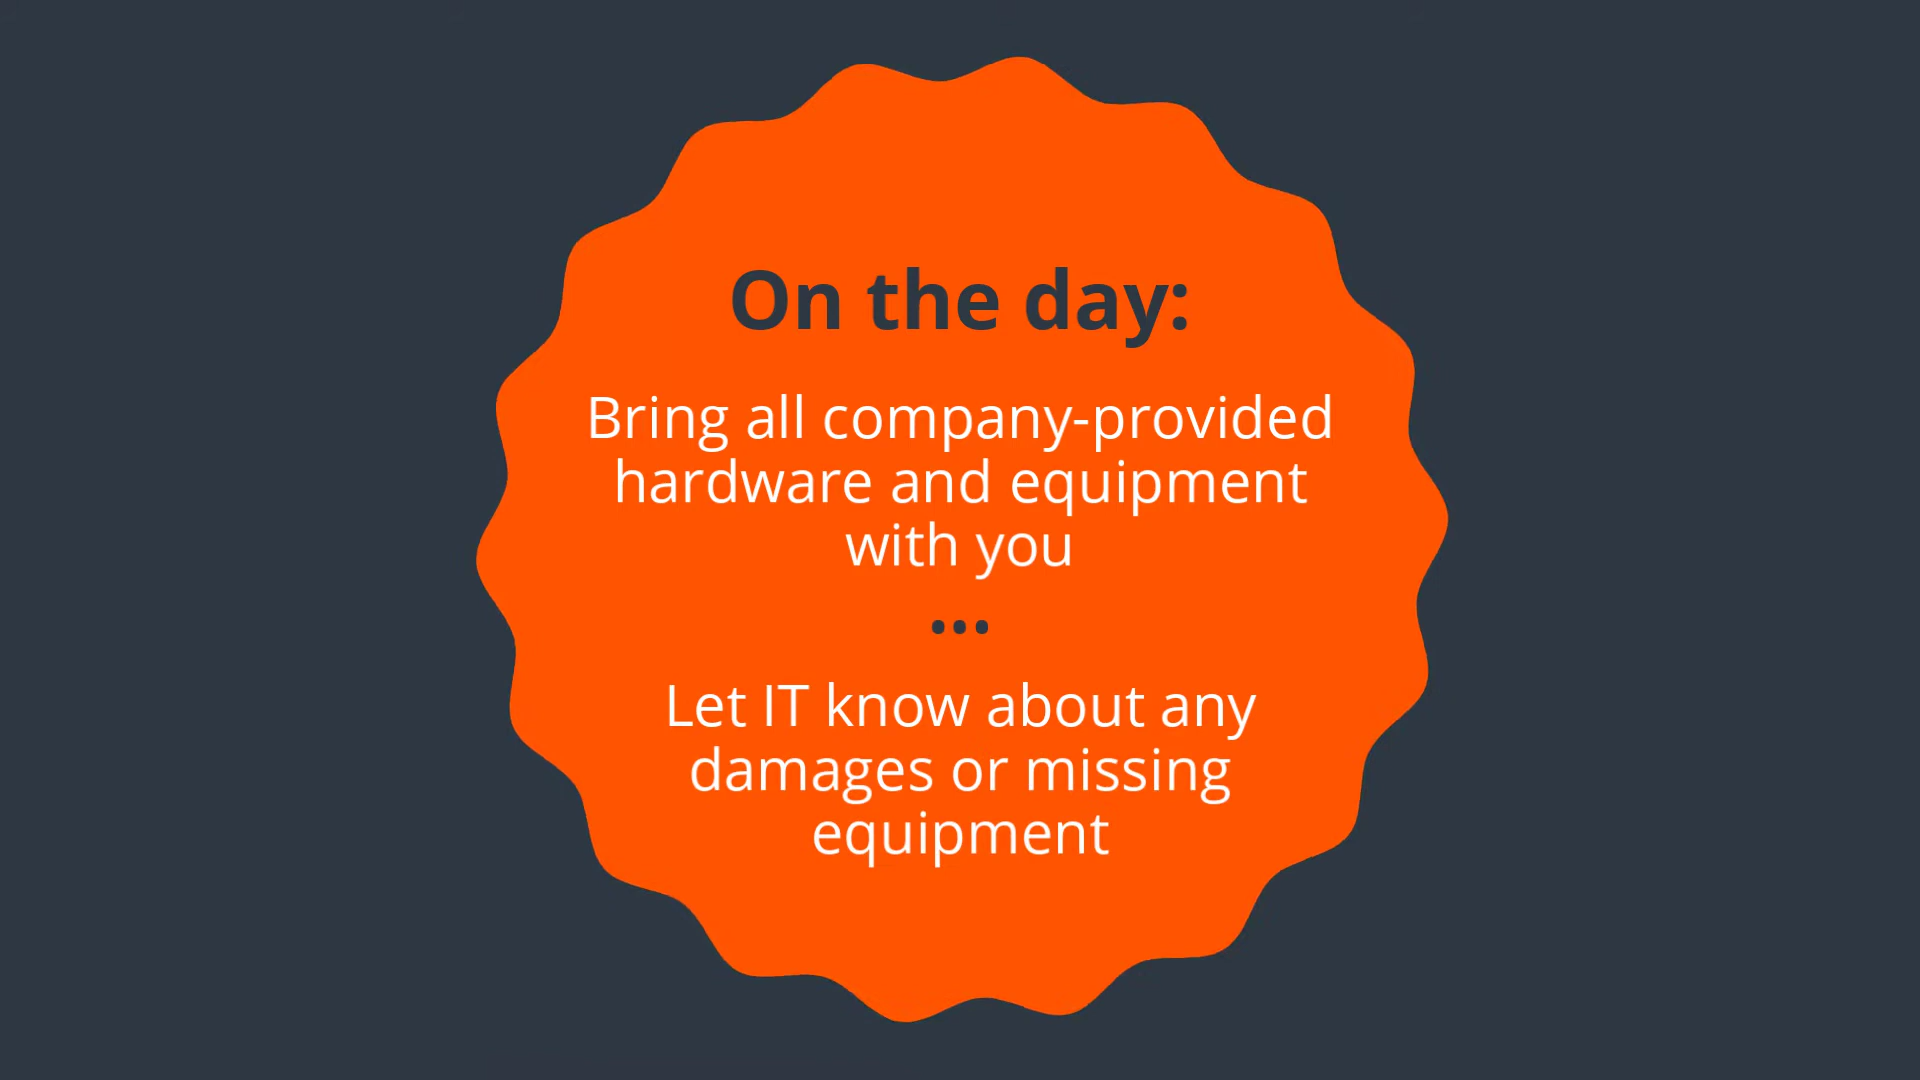 On the day:
Bring all company-provided
hardware and equipment
with you
...
Let IT know about any
damages or missing
equipment